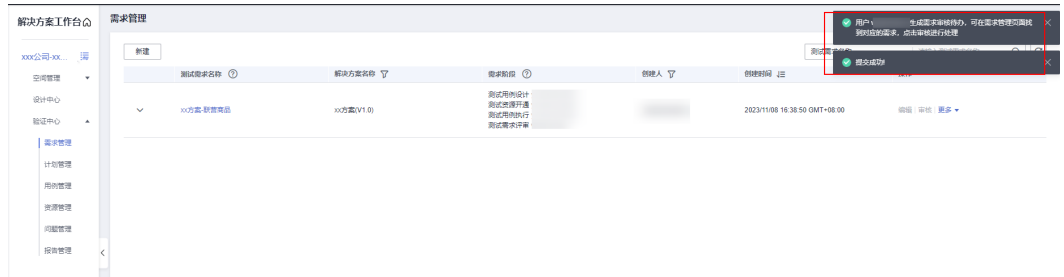 解决方案工作台
需求管理
用户v 生成需求审核待办，可在需求管理页面找到对应的需求，点击审核进行处理
提交成功!
xxx公司-xx...
空间管理
设计中心
验证中心
需求管理
计划管理
用例管理
资源管理
问题管理
报告管理
新建
测试需求名称
解决方案名称
需求阶段
创建人
创建时间
xx方案-联营商品
xx方案(V1.0)
测试用例设计
测试资源开通
测试用例执行
测试需求评审
2023/11/08 16:38:50 GMT+08:00
编辑 审核 更多